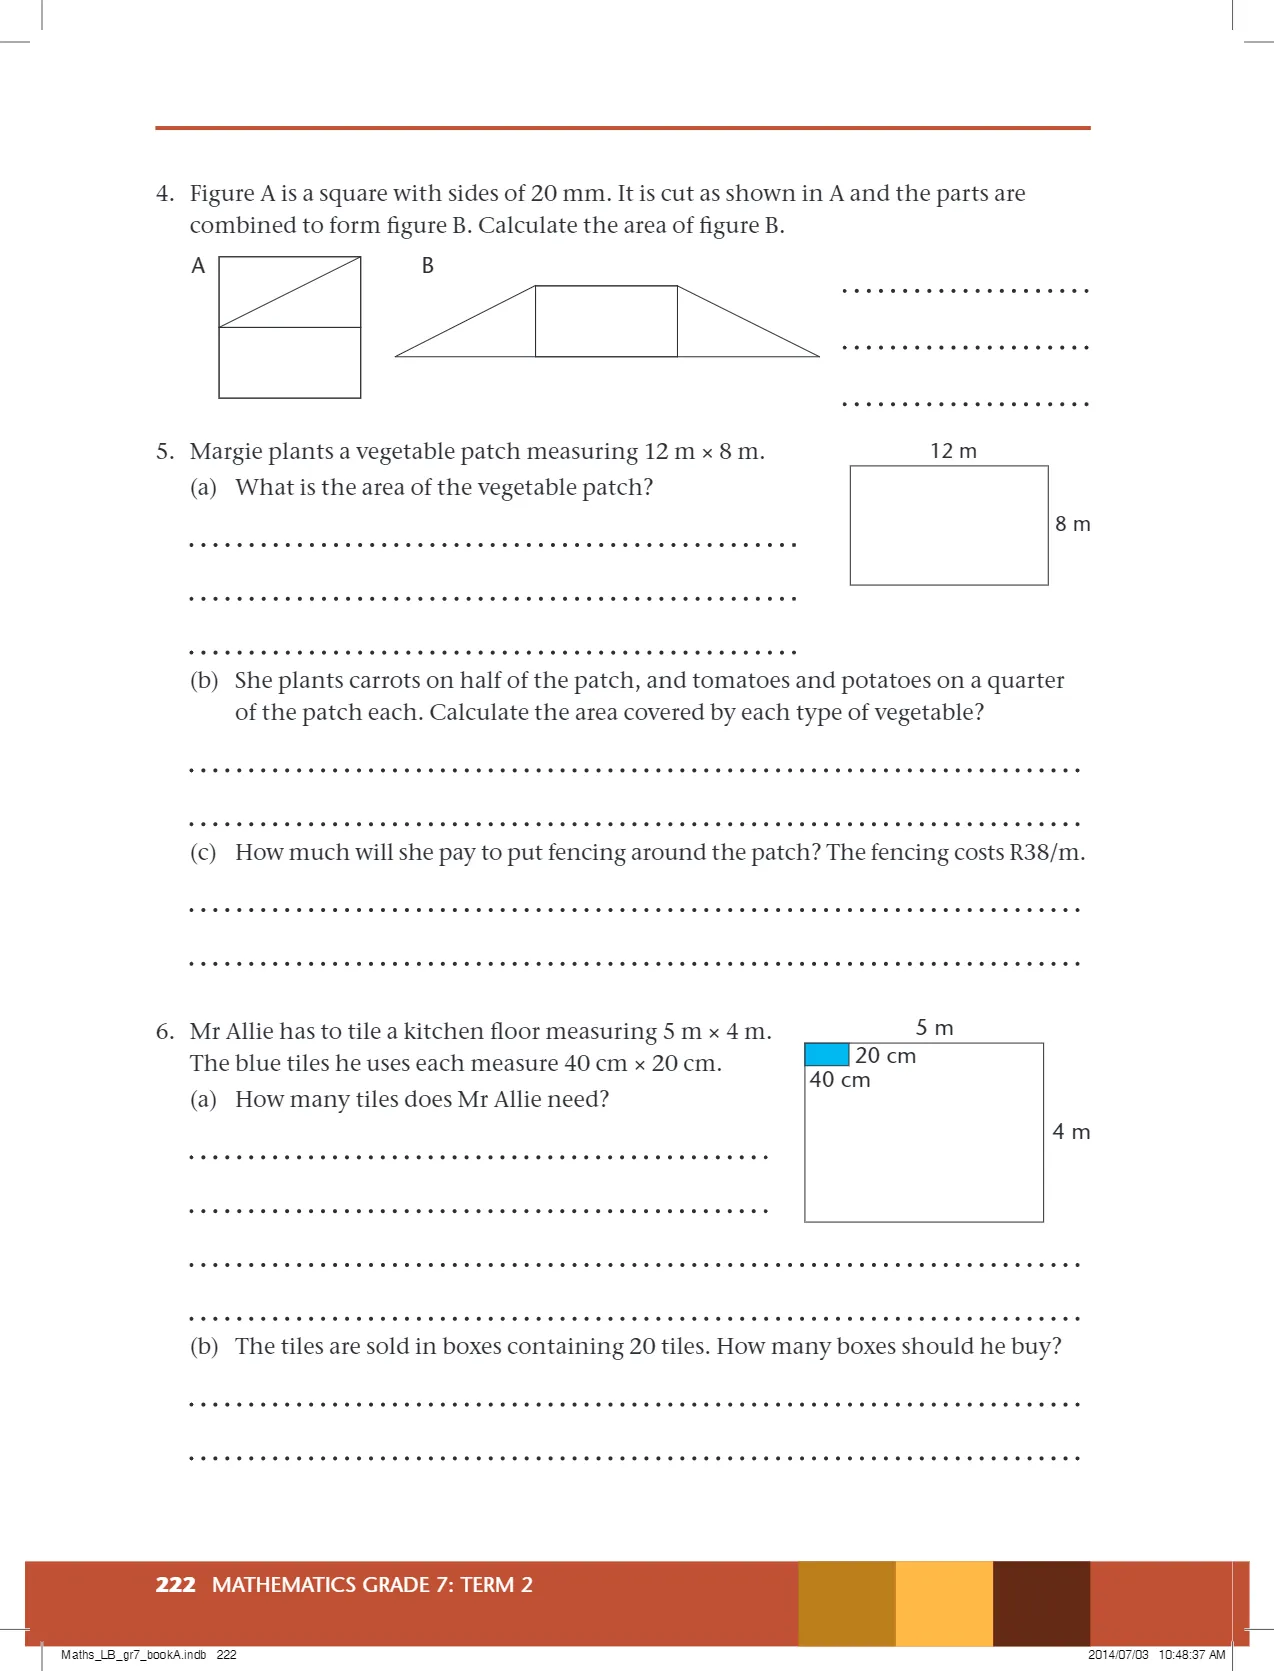 4. Figure A is a square with sides of 20 mm. It is cut as shown in A and the parts are
combined to form figure B. Calculate the area of figure B.
A
B
5. Margie plants a vegetable patch measuring 12 m × 8 m.
12 m
(a) What is the area of the vegetable patch?
8 m
(b) She plants carrots on half of the patch, and tomatoes and potatoes on a quarter
of the patch each. Calculate the area covered by each type of vegetable?
(c) How much will she pay to put fencing around the patch? The fencing costs R38/m.
6. Mr Allie has to tile a kitchen floor measuring 5 m × 4 m.
The blue tiles he uses each measure 40 cm × 20 cm.
5 m
20 cm
40 cm
(a) How many tiles does Mr Allie need?
4 m
(b) The tiles are sold in boxes containing 20 tiles. How many boxes should he buy?
222 MATHEMATICS GRADE 7: TERM 2
Maths_LB_gr7_bookA.indb 222
2014/07/03 10:48:37 AM